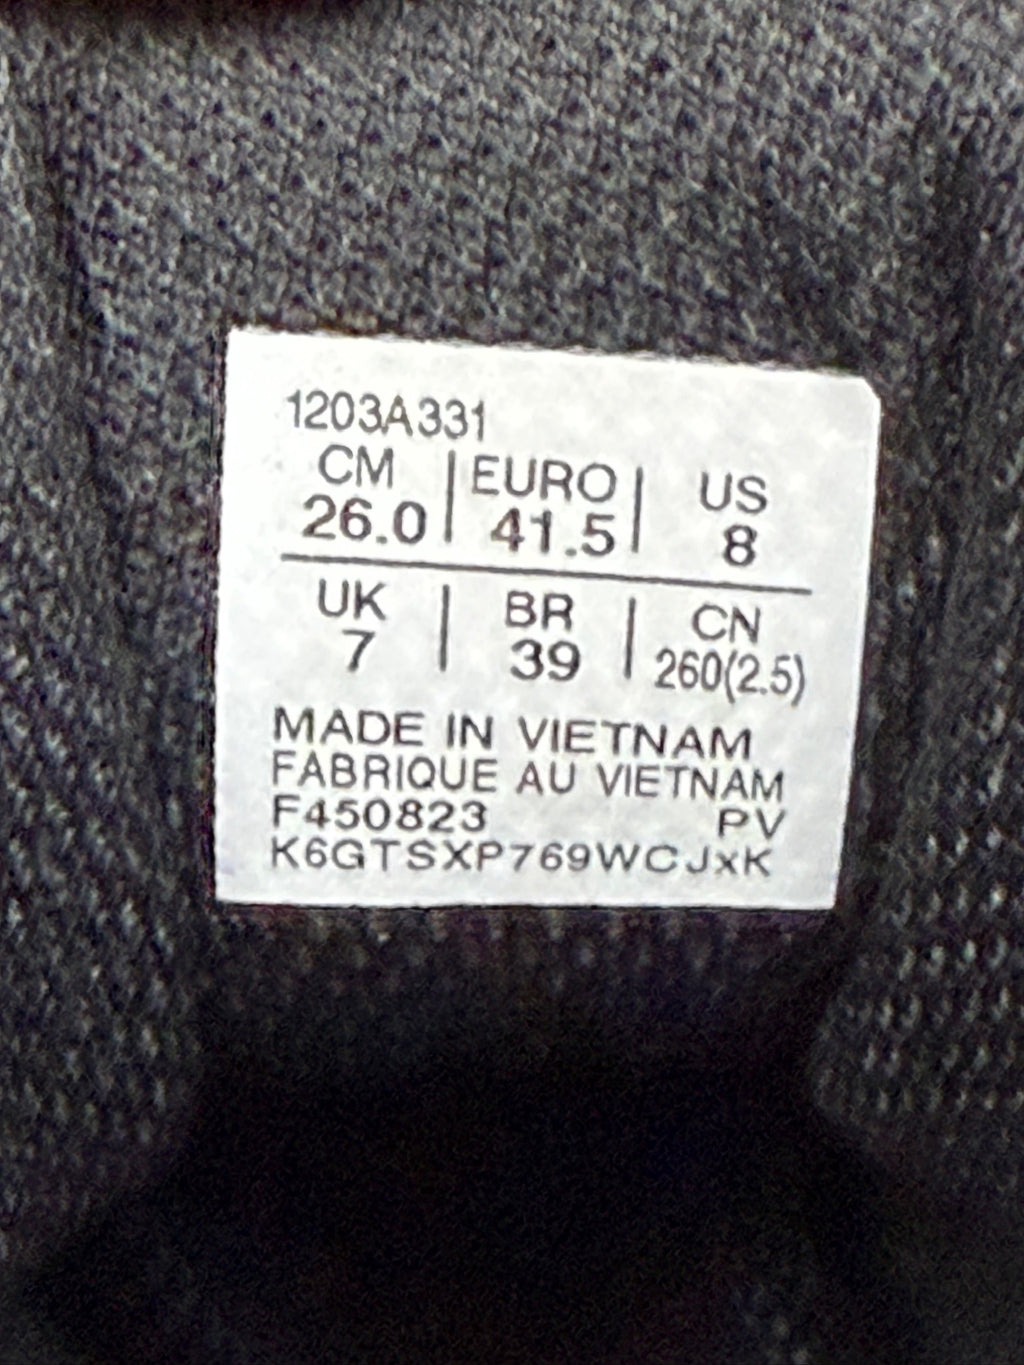 1203A331
CM | EURO | US
26.0 | 41.5 | 8
UK | BR | CN
7 | 39 | 260(2.5)
MADE IN VIETNAM
FABRIQUE AU VIETNAM
F450823 PV
K6GTSXP769WCJxK